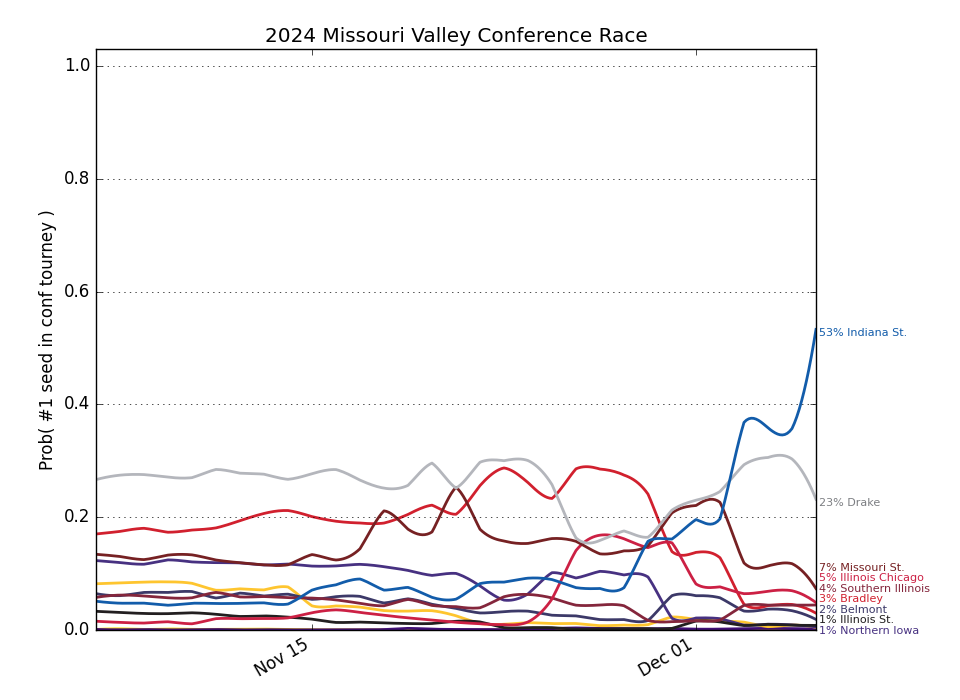 2024 Missouri Valley Conference Race
Prob( #1 seed in conf tourney )
1.0
0.8
0.6
0.4
0.2
0.0
Nov 15
Dec 01
53% Indiana St.
23% Drake
7% Missouri St.
5% Illinois Chicago
4% Southern Illinois
3% Bradley
2% Belmont
1% Illinois St.
1% Northern Iowa